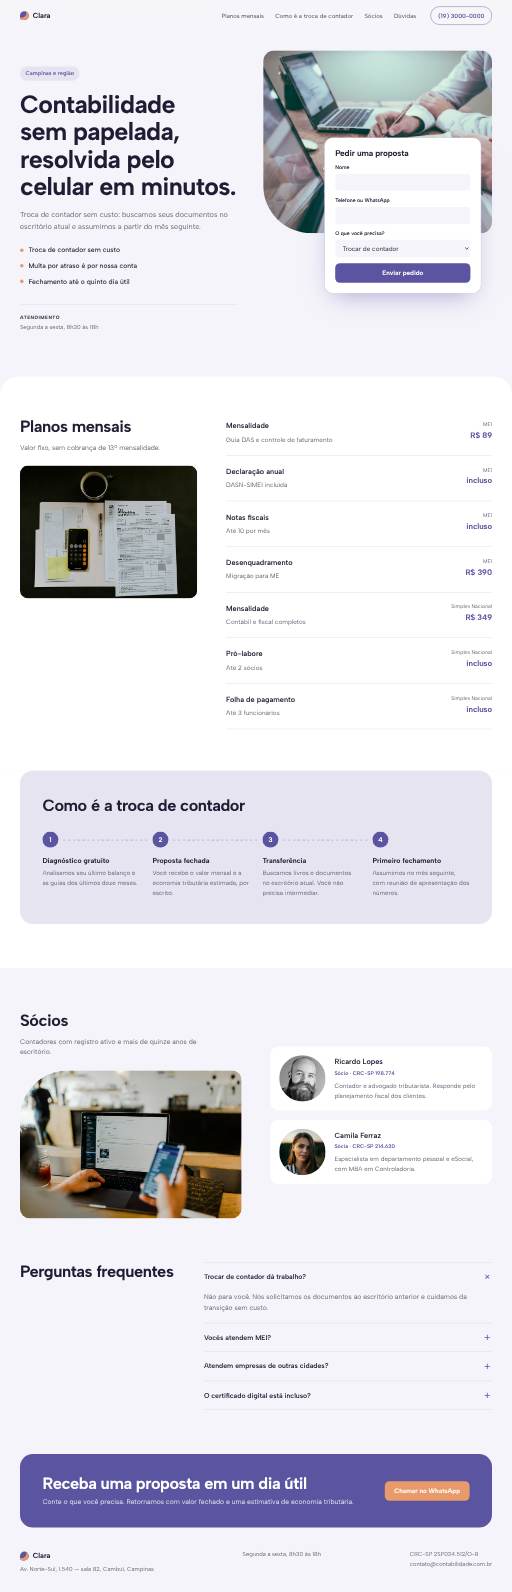 Clara
Planos mensais
Como é a troca de contador
Sócios
Dúvidas
(19) 3000-0000
Campinas e região
Contabilidade
sem papelada,
resolvida pelo
celular em minutos.
Troca de contador sem custo: buscamos seus documentos no
escritório atual e assumimos a partir do mês seguinte.
Troca de contador sem custo
Multa por atraso é por nossa conta
Fechamento até o quinto dia útil
ATENDIMENTO
Segunda a sexta, 8h30 às 18h
Pedir uma proposta
Nome
Telefone ou WhatsApp
O que você precisa?
Trocar de contador
Enviar pedido
Planos mensais
Valor fixo, sem cobrança de 13ª mensalidade.
Mensalidade
Guia DAS e controle de faturamento
MEI
R$ 89
Declaração anual
DASN-SIMEI incluída
MEI
incluso
Notas fiscais
Até 10 por mês
MEI
incluso
Desenquadramento
Migração para ME
MEI
R$ 390
Mensalidade
Contábil e fiscal completos
Simples Nacional
R$ 349
Pró-labore
Até 2 sócios
Simples Nacional
incluso
Folha de pagamento
Até 3 funcionários
Simples Nacional
incluso
Como é a troca de contador
1
Diagnóstico gratuito
Analisamos seu último balanço e
as guias dos últimos doze meses.
2
Proposta fechada
Você recebe o valor mensal e a
economia tributária estimada, por
escrito.
3
Transferência
Buscamos livros e documentos
no escritório atual. Você não
precisa intermediar.
4
Primeiro fechamento
Assumimos no mês seguinte,
com reunião de apresentação dos
números.
Sócios
Contadores com registro ativo e mais de quinze anos de
escritório.
Ricardo Lopes
Sócio · CRC-SP 198.774
Contador e advogado tributarista. Responde pelo
planejamento fiscal dos clientes.
Camila Ferraz
Sócia · CRC-SP 214.630
Especialista em departamento pessoal e eSocial,
com MBA em Controladoria.
Perguntas frequentes
Trocar de contador dá trabalho?
Não para você. Nós solicitamos os documentos ao escritório anterior e cuidamos da
transição sem custo.
Vocês atendem MEI?
Atendem empresas de outras cidades?
O certificado digital está incluso?
Receba uma proposta em um dia útil
Conte o que você precisa. Retornamos com valor fechado e uma estimativa de economia tributária.
Chamar no WhatsApp
Clara
Av. Norte-Sul, 1.540 — sala 82, Cambuí, Campinas
Segunda a sexta, 8h30 às 18h
CRC-SP 2SP034.512/O-8
contato@contabilidade.com.br